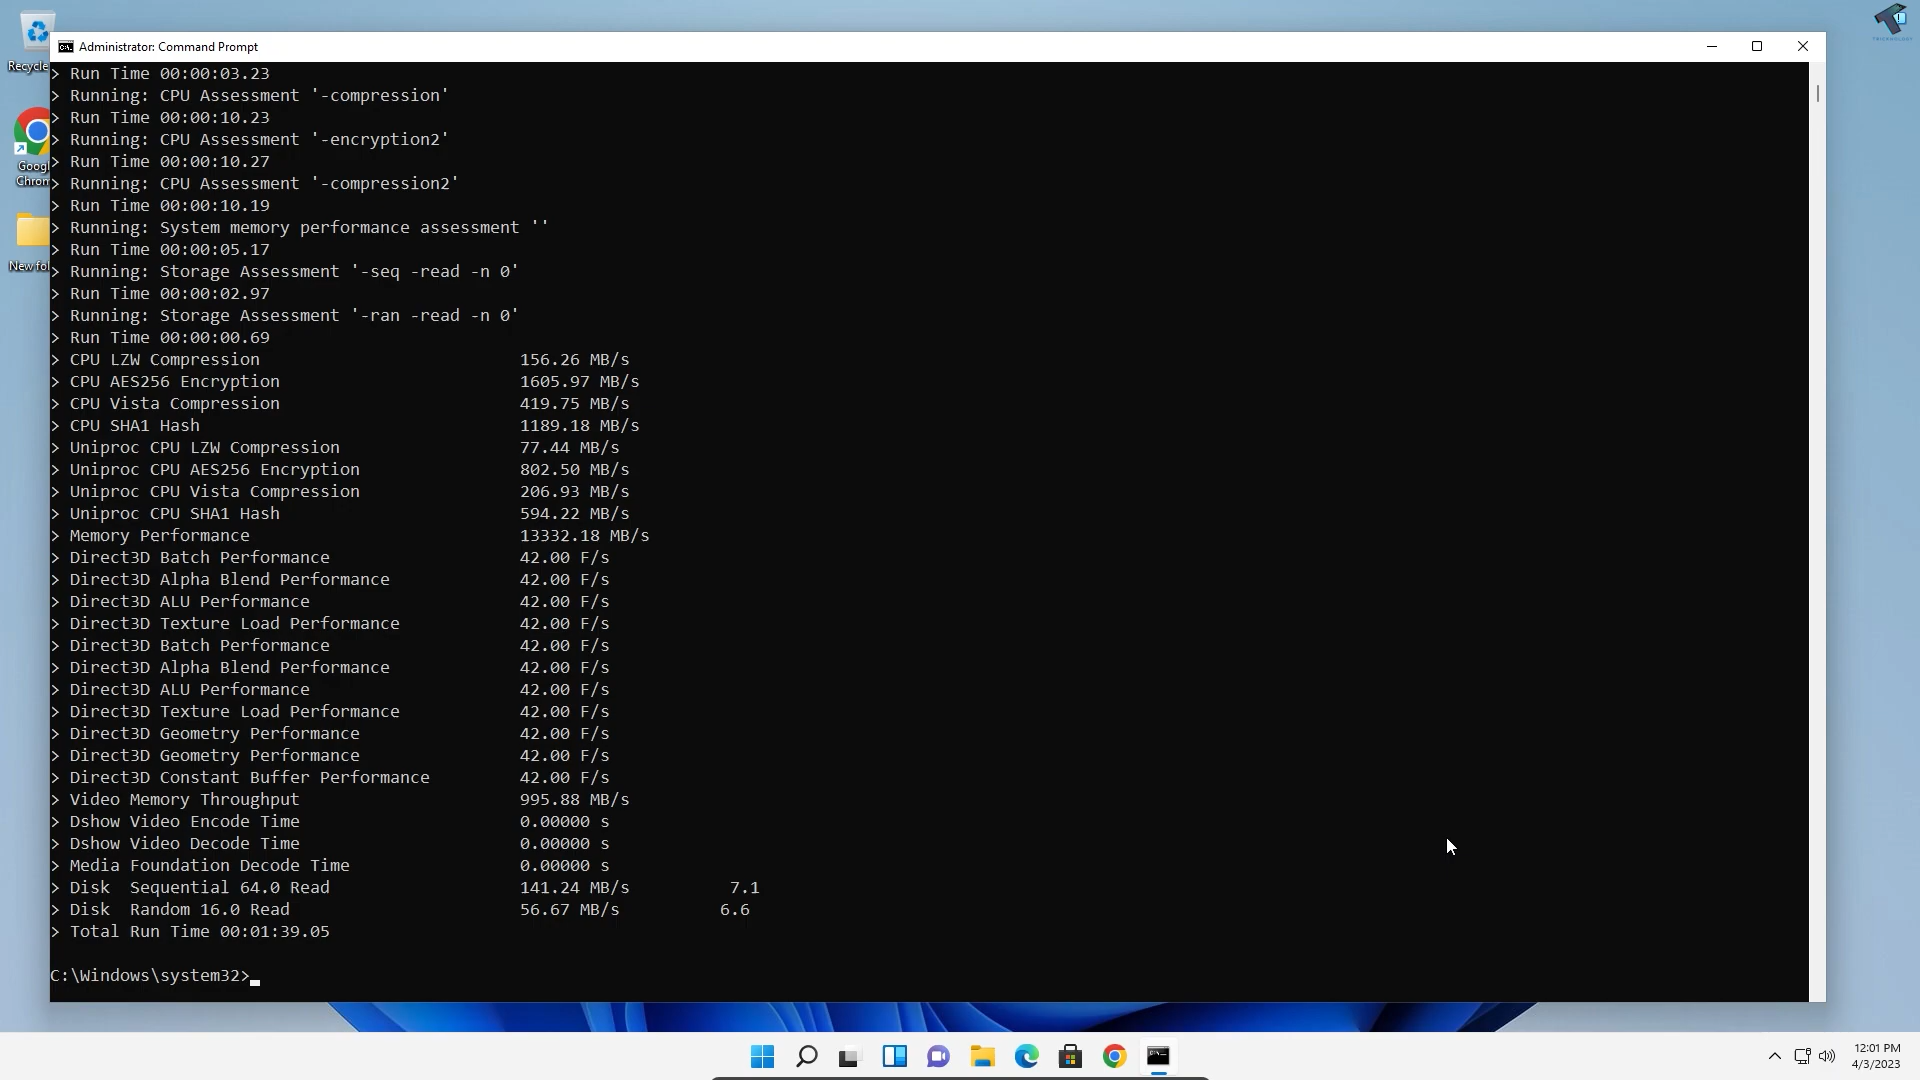 Recycle
Google
Chrom
New fol
Administrator: Command Prompt
> Run Time 00:00:03.23
> Running: CPU Assessment '-compression'
> Run Time 00:00:10.23
> Running: CPU Assessment '-encryption2'
> Run Time 00:00:10.27
> Running: CPU Assessment '-compression2'
> Run Time 00:00:10.19
> Running: System memory performance assessment ''
> Run Time 00:00:05.17
> Running: Storage Assessment '-seq -read -n 0'
> Run Time 00:00:02.97
> Running: Storage Assessment '-ran -read -n 0'
> Run Time 00:00:00.69
> CPU LZW Compression 156.26 MB/s
> CPU AES256 Encryption 1605.97 MB/s
> CPU Vista Compression 419.75 MB/s
> CPU SHA1 Hash 1189.18 MB/s
> Uniproc CPU LZW Compression 77.44 MB/s
> Uniproc CPU AES256 Encryption 802.50 MB/s
> Uniproc CPU Vista Compression 206.93 MB/s
> Uniproc CPU SHA1 Hash 594.22 MB/s
> Memory Performance 13332.18 MB/s
> Direct3D Batch Performance 42.00 F/s
> Direct3D Alpha Blend Performance 42.00 F/s
> Direct3D ALU Performance 42.00 F/s
> Direct3D Texture Load Performance 42.00 F/s
> Direct3D Batch Performance 42.00 F/s
> Direct3D Alpha Blend Performance 42.00 F/s
> Direct3D ALU Performance 42.00 F/s
> Direct3D Texture Load Performance 42.00 F/s
> Direct3D Geometry Performance 42.00 F/s
> Direct3D Geometry Performance 42.00 F/s
> Direct3D Constant Buffer Performance 42.00 F/s
> Video Memory Throughput 995.88 MB/s
> Dshow Video Encode Time 0.00000 s
> Dshow Video Decode Time 0.00000 s
> Media Foundation Decode Time 0.00000 s
> Disk  Sequential 64.0 Read 141.24 MB/s 7.1
> Disk  Random 16.0 Read 56.67 MB/s 6.6
> Total Run Time 00:01:39.05
C:\Windows\system32>
12:01 PM
4/3/2023